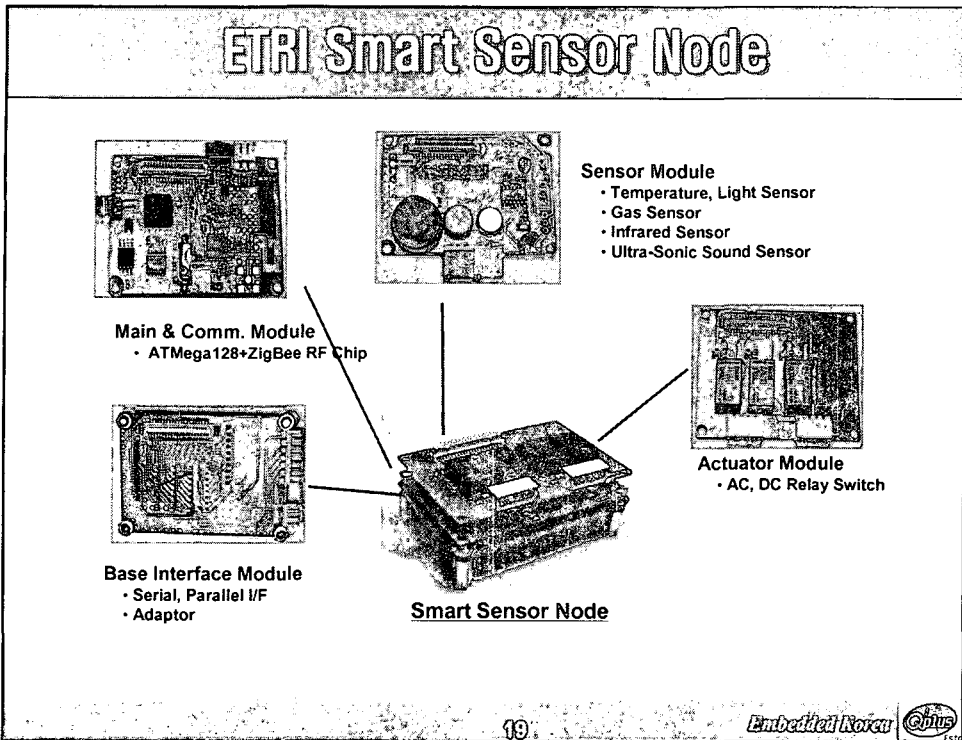 ETRI Smart Sensor Node
Sensor Module
· Temperature, Light Sensor
· Gas Sensor
· Infrared Sensor
· Ultra-Sonic Sound Sensor
Main & Comm. Module
· ATMega128+ZigBee RF Chip
Actuator Module
· AC, DC Relay Switch
Base Interface Module
· Serial, Parallel I/F
· Adaptor
Smart Sensor Node
19
Embedded Korea
Qplus